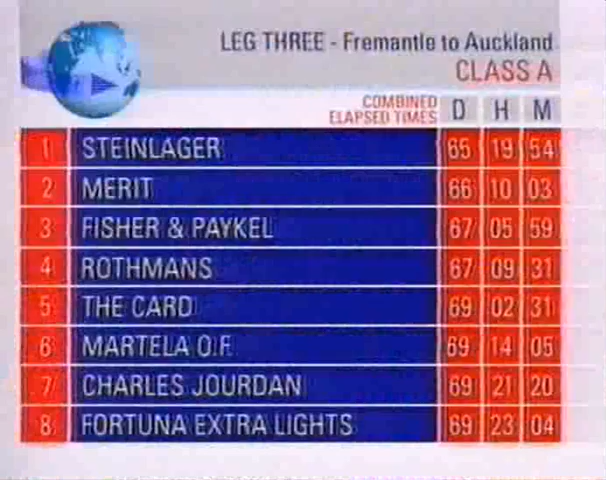 LEG THREE - Fremantle to Auckland
CLASS A
COMBINED
ELAPSED TIMES D H M
1 STEINLAGER 65 19 54
2 MERIT 66 10 03
3 FISHER & PAYKEL 67 05 59
4 ROTHMANS 67 09 31
5 THE CARD 69 02 31
6 MARTELA O.F. 69 14 05
7 CHARLES JOURDAN 69 21 20
8 FORTUNA EXTRA LIGHTS 69 23 04